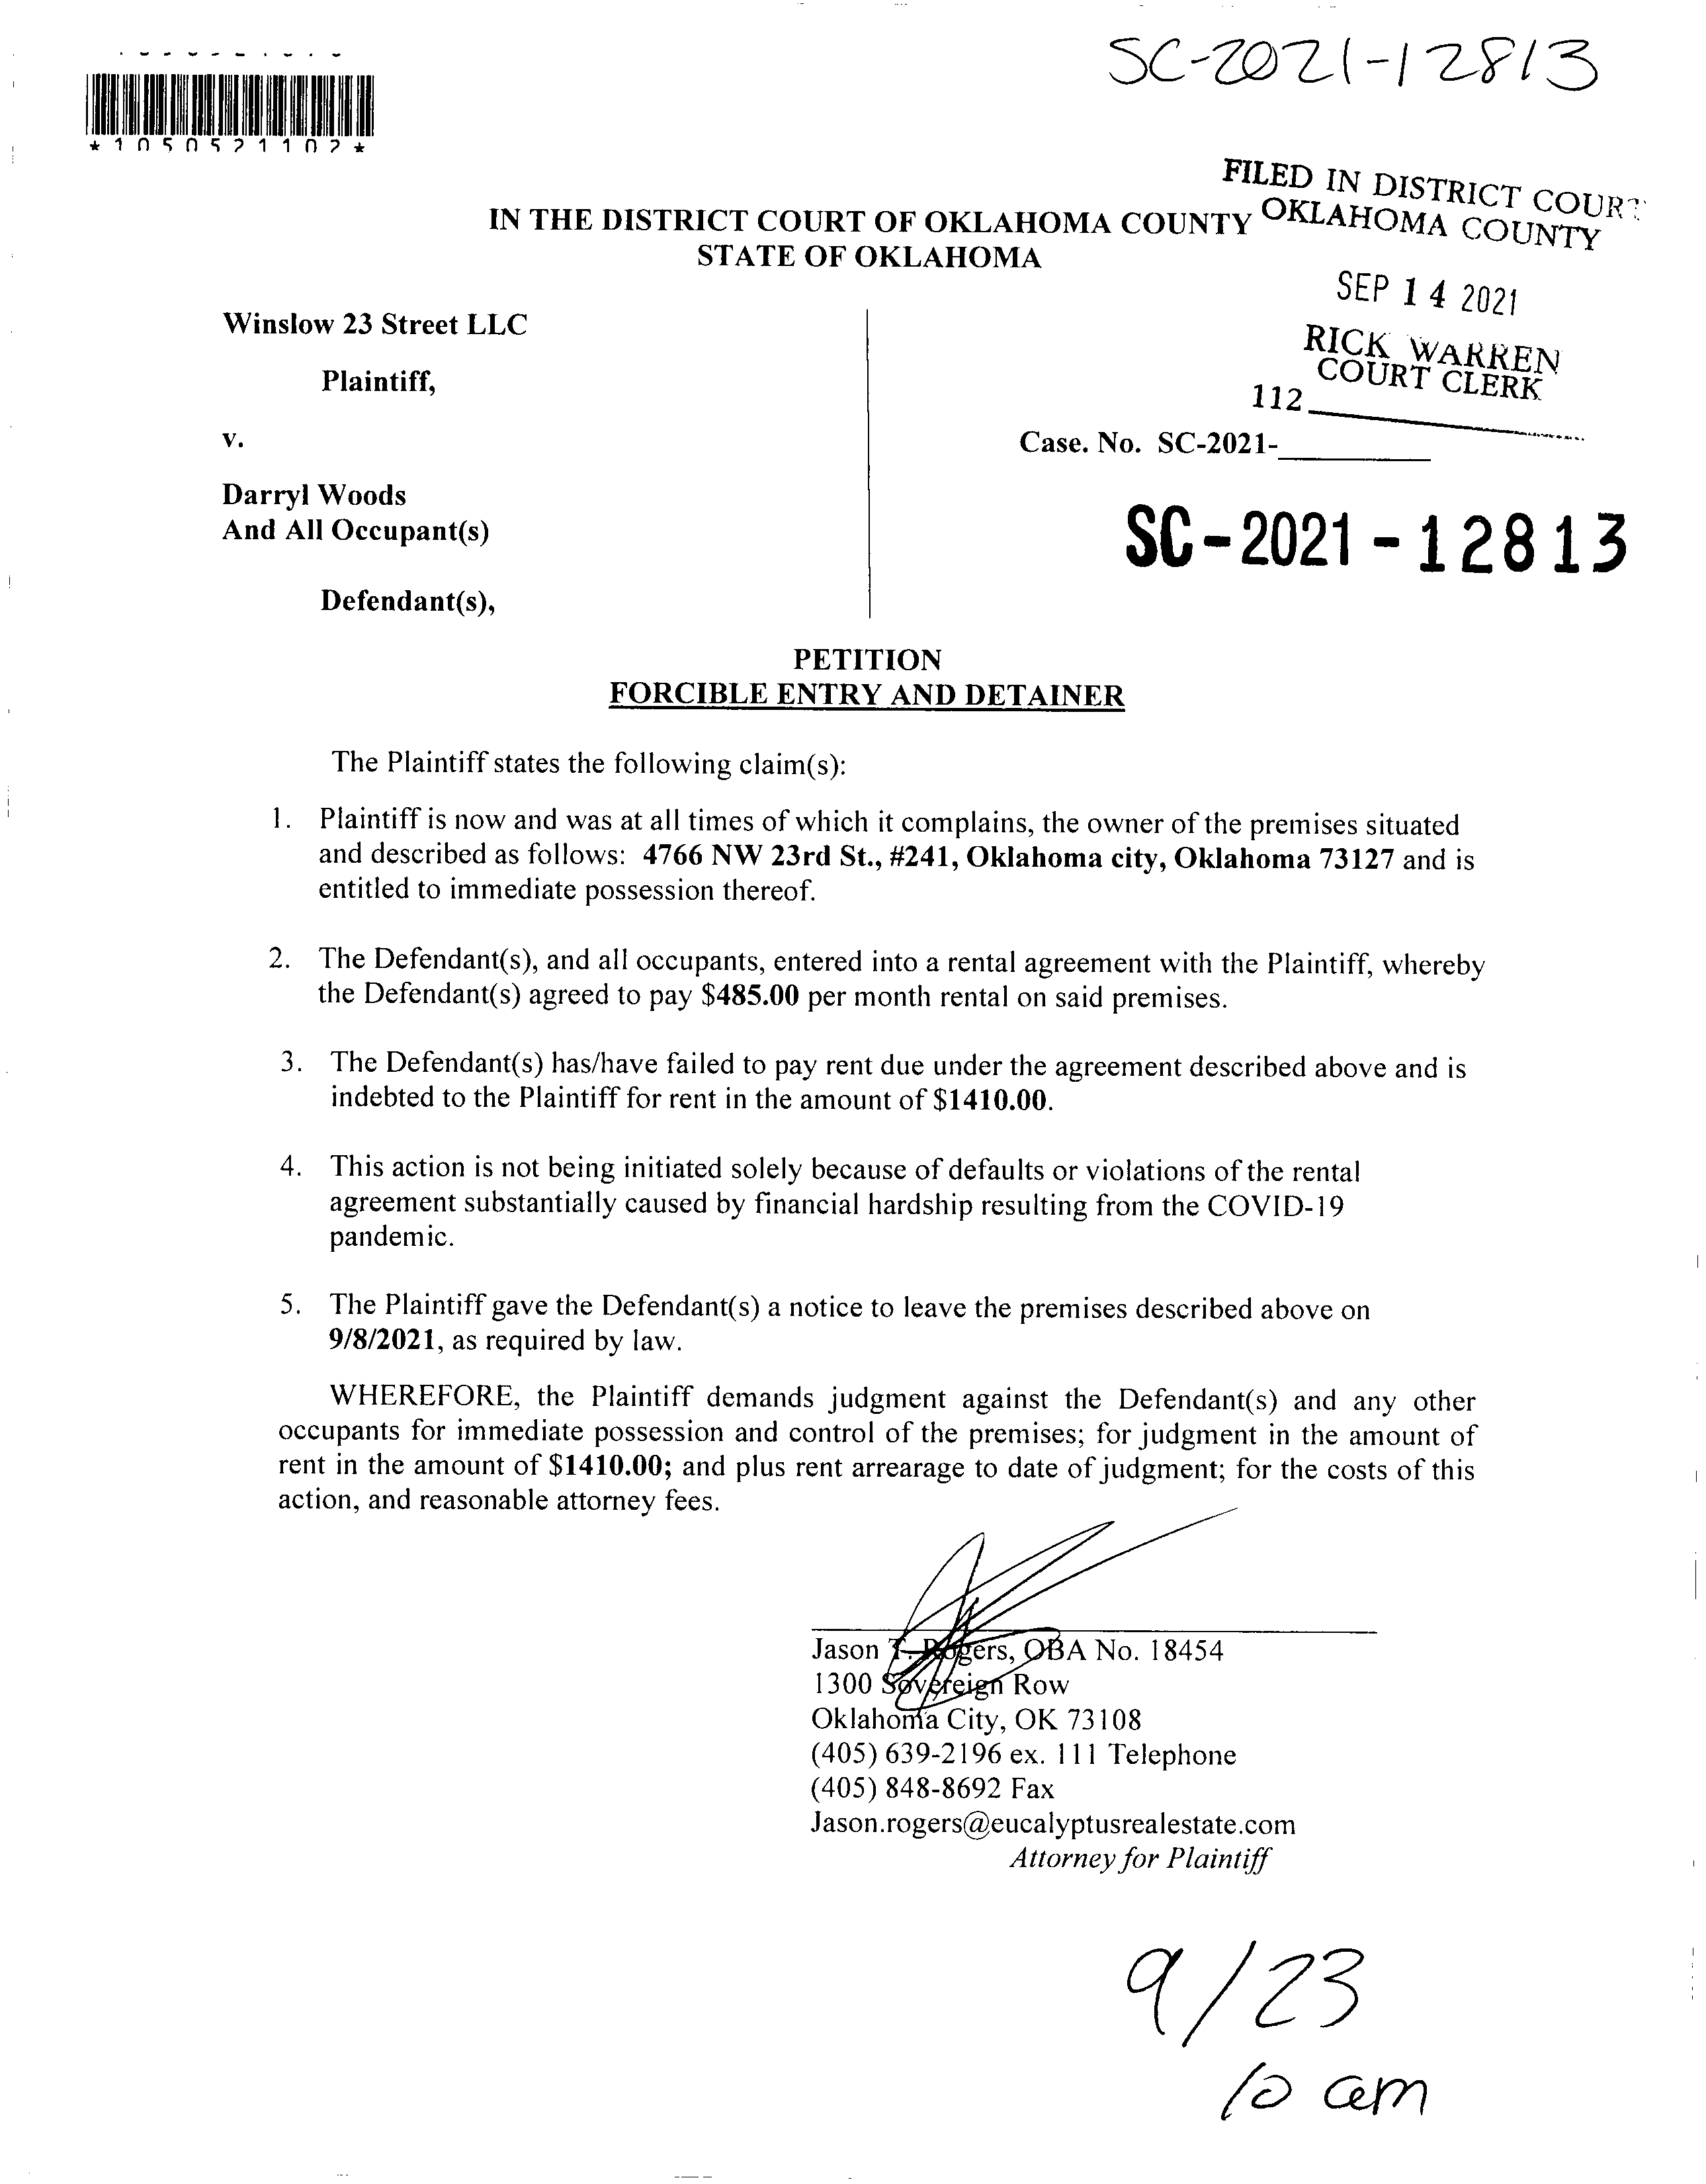 SC-2021-12813
*1050521102*
FILED IN DISTRICT COURT
OKLAHOMA COUNTY
IN THE DISTRICT COURT OF OKLAHOMA COUNTY
STATE OF OKLAHOMA
SEP 14 2021
RICK WARREN
COURT CLERK
112
Winslow 23 Street LLC
Plaintiff,
v.
Case. No. SC-2021-
Darryl Woods
And All Occupant(s)
SC-2021-12813
Defendant(s),
PETITION
FORCIBLE ENTRY AND DETAINER
The Plaintiff states the following claim(s):
1. Plaintiff is now and was at all times of which it complains, the owner of the premises situated
and described as follows: 4766 NW 23rd St., #241, Oklahoma city, Oklahoma 73127 and is
entitled to immediate possession thereof.
2. The Defendant(s), and all occupants, entered into a rental agreement with the Plaintiff, whereby
the Defendant(s) agreed to pay $485.00 per month rental on said premises.
3. The Defendant(s) has/have failed to pay rent due under the agreement described above and is
indebted to the Plaintiff for rent in the amount of $1410.00.
4. This action is not being initiated solely because of defaults or violations of the rental
agreement substantially caused by financial hardship resulting from the COVID-19
pandemic.
5. The Plaintiff gave the Defendant(s) a notice to leave the premises described above on
9/8/2021, as required by law.
WHEREFORE, the Plaintiff demands judgment against the Defendant(s) and any other
occupants for immediate possession and control of the premises; for judgment in the amount of
rent in the amount of $1410.00; and plus rent arrearage to date of judgment; for the costs of this
action, and reasonable attorney fees.
Jason T. Rogers, OBA No. 18454
1300 Sovereign Row
Oklahoma City, OK 73108
(405) 639-2196 ex. 111 Telephone
(405) 848-8692 Fax
Jason.rogers@eucalyptusrealestate.com
Attorney for Plaintiff
9/23
10 am